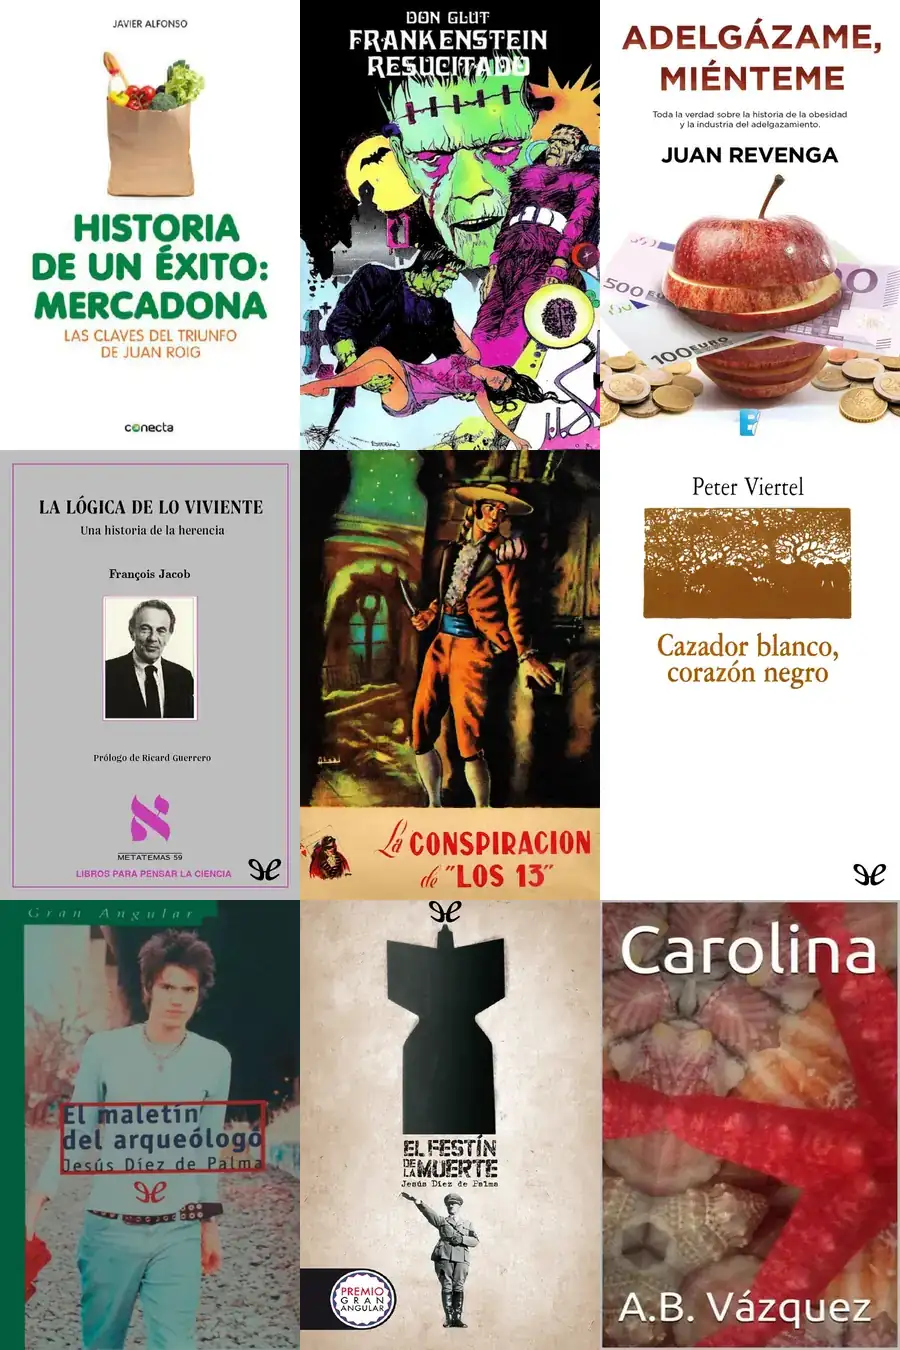 JAVIER ALFONSO
HISTORIA
DE UN ÉXITO:
MERCADONA
LAS CLAVES DEL TRIUNFO
DE JUAN ROIG
conecta
DON GLUT
FRANKENSTEIN
RESUCITADO
ADELGÁZAME,
MIÉNTEME
Toda la verdad sobre la historia de la obesidad
y la industria del adelgazamiento.
JUAN REVENGA
500 EURO
100 EURO
B
LA LÓGICA DE LO VIVIENTE
Una historia de la herencia
François Jacob
Prólogo de Ricard Guerrero
METATEMAS 59
LIBROS PARA PENSAR LA CIENCIA
La CONSPIRACION
de "LOS 13"
Peter Viertel
Cazador blanco,
corazón negro
Gran Angular
El maletín
del arqueólogo
Jesús Díez de Palma
EL FESTÍN
DE LA MUERTE
Jesús Díez de Palma
PREMIO
GRAN
ANGULAR
Carolina
A.B. Vázquez